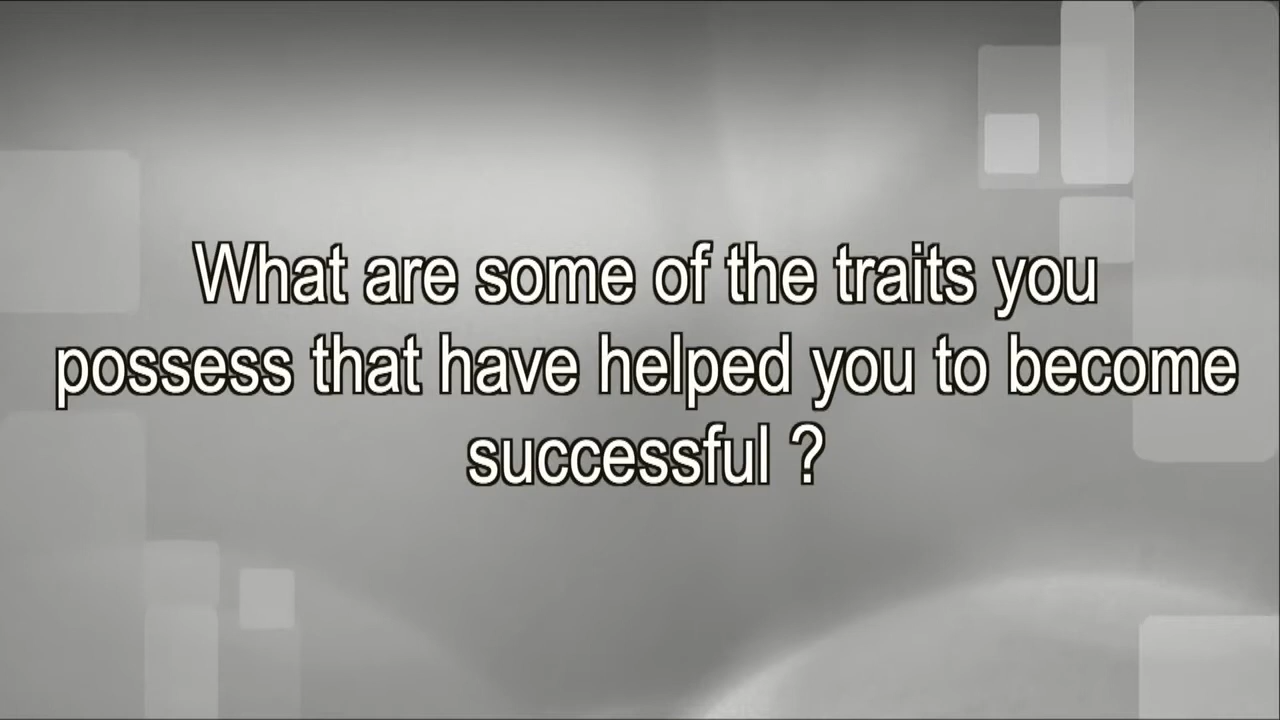 What are some of the traits you
possess that have helped you to become
successful ?